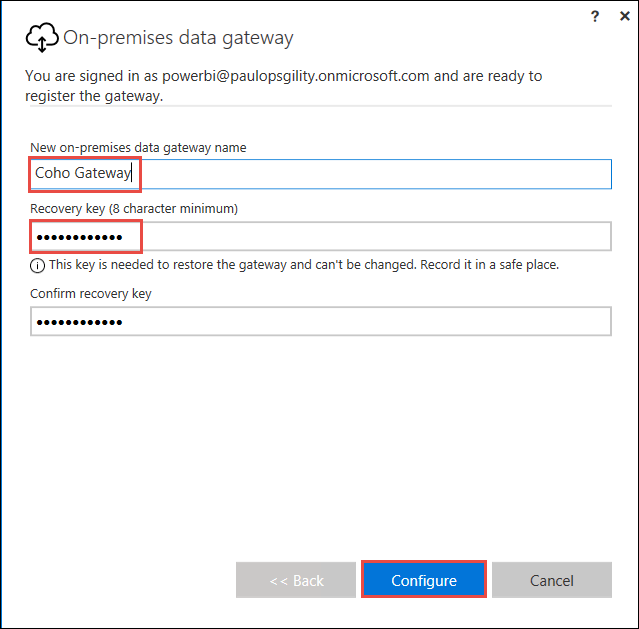 ? ×
On-premises data gateway
You are signed in as powerbi@paulopsgility.onmicrosoft.com and are ready to
register the gateway.
New on-premises data gateway name
Coho Gateway
Recovery key (8 character minimum)
●●●●●●●●●●●●
This key is needed to restore the gateway and can't be changed. Record it in a safe place.
Confirm recovery key
●●●●●●●●●●●●
<< Back Configure Cancel